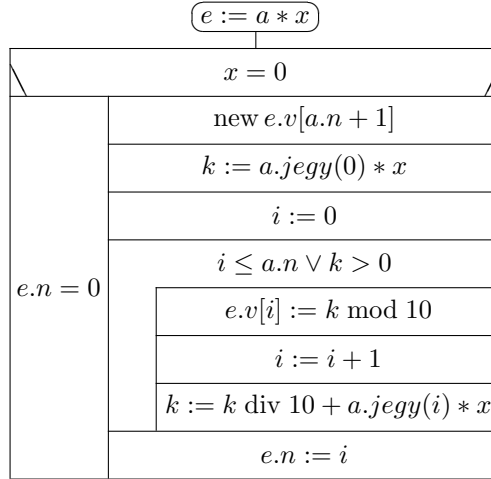 e := a ∗ x
x = 0
new e.v[a.n + 1]
k := a.jegy(0) ∗ x
i := 0
i ≤ a.n ∨ k > 0
e.n = 0
e.v[i] := k mod 10
i := i + 1
k := k div 10 + a.jegy(i) ∗ x
e.n := i